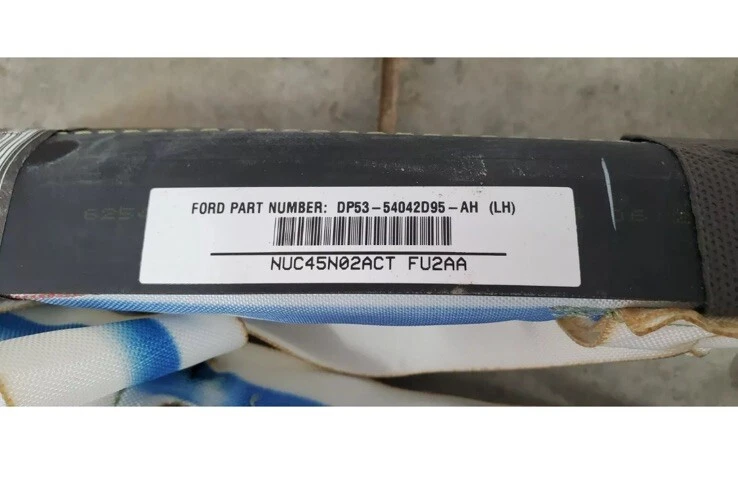 FORD PART NUMBER: DP53-54042D95-AH (LH)
NUC45N02ACT FU2AA